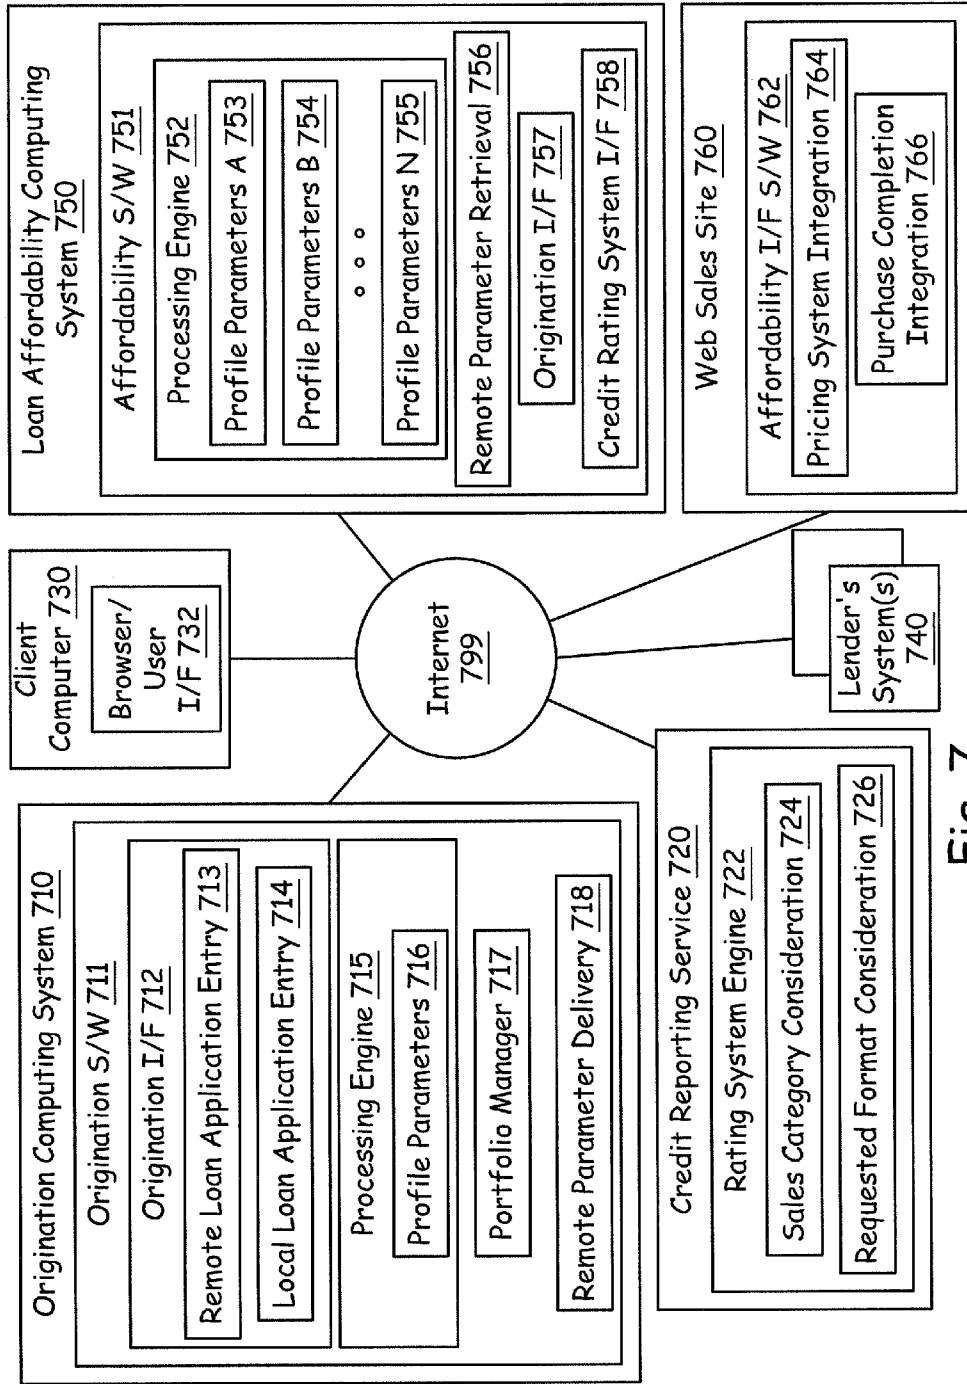 Origination Computing System 710
Origination S/W 711
Origination I/F 712
Remote Loan Application Entry 713
Local Loan Application Entry 714
Processing Engine 715
Profile Parameters 716
Portfolio Manager 717
Remote Parameter Delivery 718
Client
Computer 730
Browser/
User
I/F 732
Loan Affordability Computing
System 750
Affordability S/W 751
Processing Engine 752
Profile Parameters A 753
Profile Parameters B 754
Profile Parameters N 755
Remote Parameter Retrieval 756
Origination I/F 757
Credit Rating System I/F 758
Internet
799
Credit Reporting Service 720
Rating System Engine 722
Sales Category Consideration 724
Requested Format Consideration 726
Lender's
System(s)
740
Web Sales Site 760
Affordability I/F S/W 762
Pricing System Integration 764
Purchase Completion
Integration 766
Fig. 7